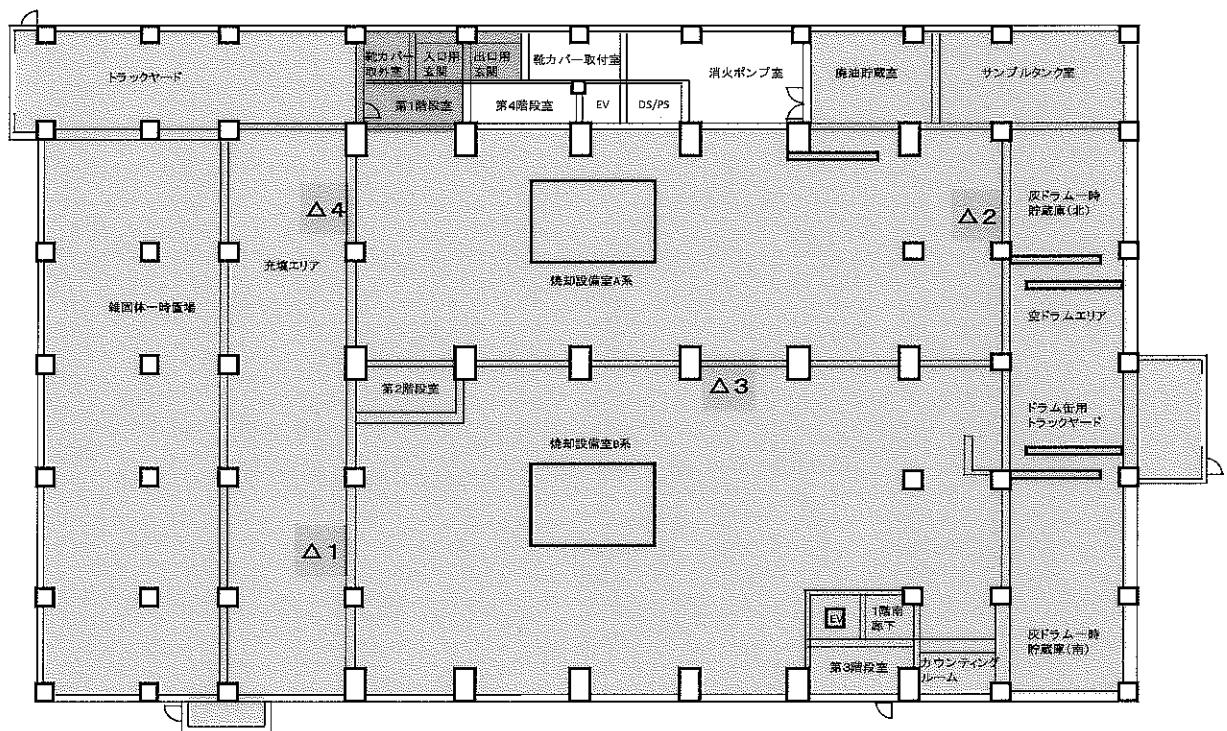 トラックヤード
靴カバー
取外室
入口用
玄関
出口用
玄関
靴カバー取付室
消火ポンプ室
廃油貯蔵室
サンプルタンク室
第1階段室
第4階段室
EV
DS/PS
△4
△2
灰ドラム一時
貯蔵庫(北)
充填エリア
焼却設備室A系
雑固体一時置場
空ドラムエリア
第2階段室
△3
ドラム缶用
トラックヤード
焼却設備室B系
△1
EV
1階南
廊下
灰ドラム一時
貯蔵庫(南)
第3階段室
カウンティング
ルーム